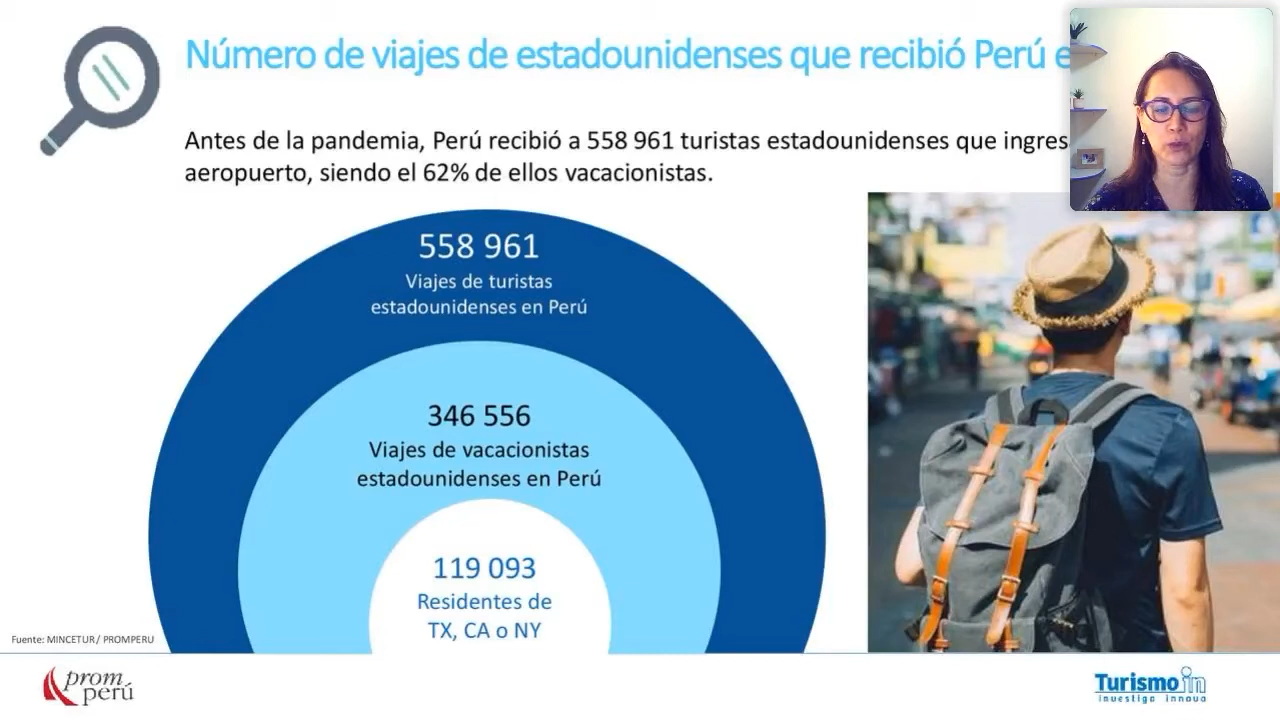 Número de viajes de estadounidenses que recibió Perú
Antes de la pandemia, Perú recibió a 558 961 turistas estadounidenses que
aeropuerto, siendo el 62% de ellos vacacionistas.
558 961
Viajes de turistas
estadounidenses en Perú
346 556
Viajes de vacacionistas
estadounidenses en Perú
119 093
Residentes de
TX, CA o NY
Fuente: MINCETUR/ PROMPERU
prom
perú
Turismo in
investiga innova